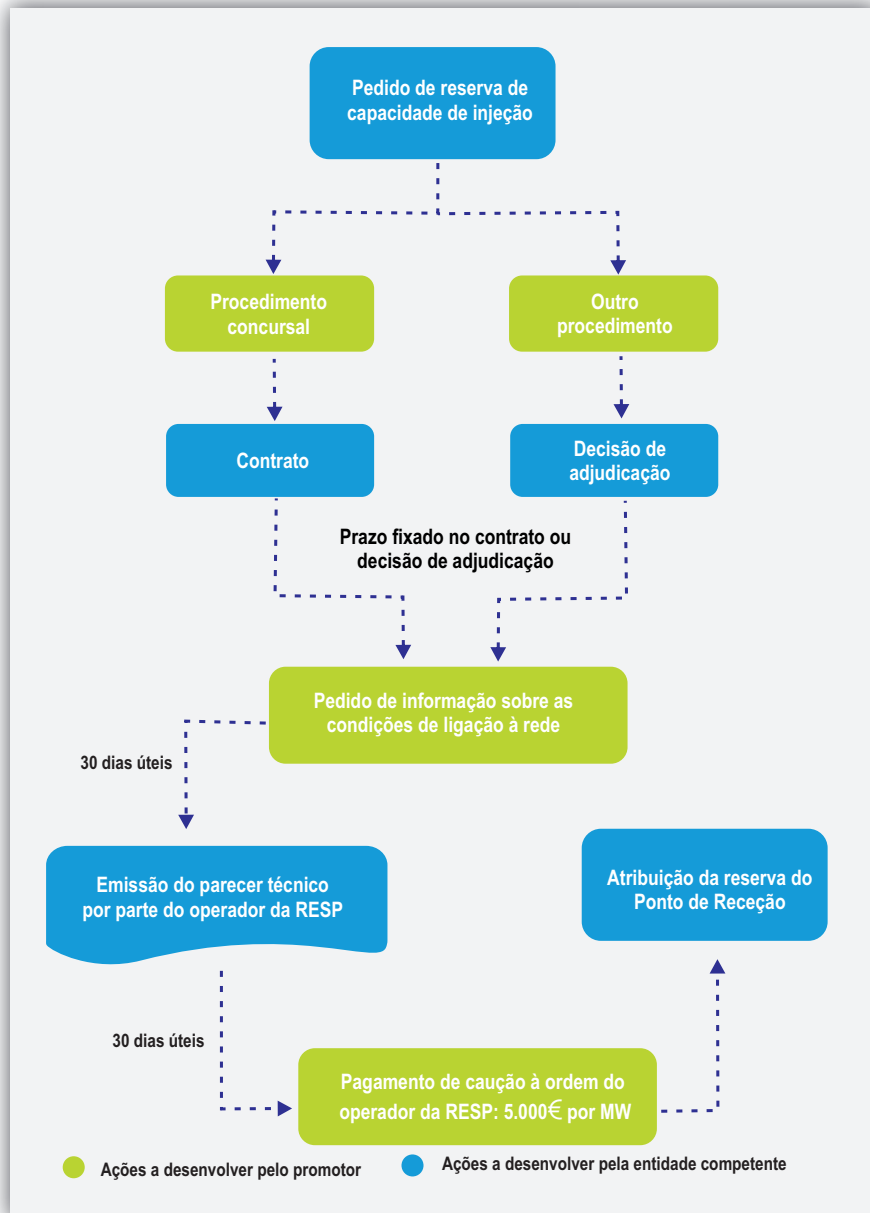 Pedido de reserva de
capacidade de injeção
Procedimento
concursal
Outro
procedimento
Contrato
Decisão de
adjudicação
Prazo fixado no contrato ou
decisão de adjudicação
Pedido de informação sobre as
condições de ligação à rede
30 dias úteis
Emissão do parecer técnico
por parte do operador da RESP
Atribuição da reserva do
Ponto de Receção
30 dias úteis
Pagamento de caução à ordem do
operador da RESP: 5.000€ por MW
Ações a desenvolver pelo promotor
Ações a desenvolver pela entidade competente